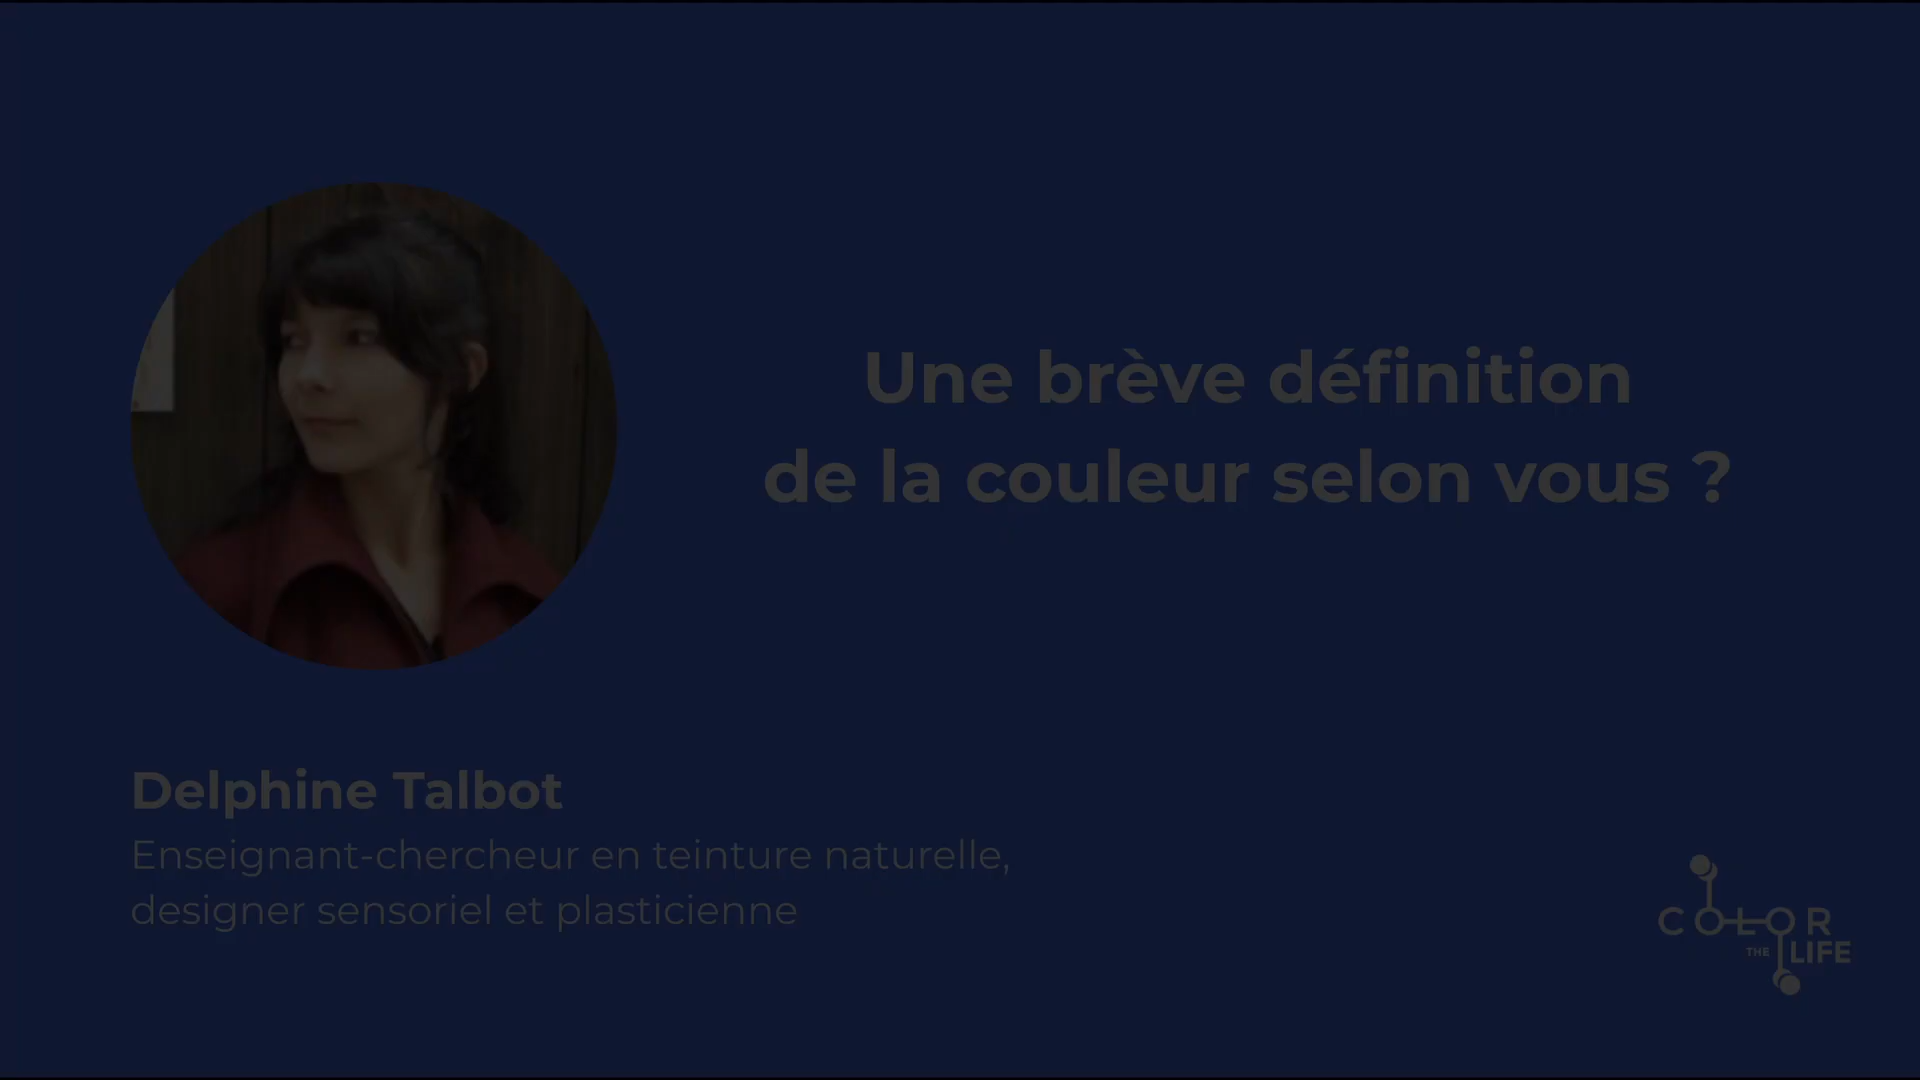 Une brève définition
de la couleur selon vous ?
Delphine Talbot
Enseignant-chercheur en teinture naturelle,
designer sensoriel et plasticienne
COLOR
THE LIFE